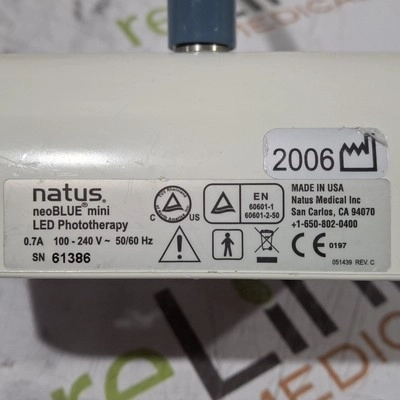 2006
natus®
neoBLUE® mini
LED Phototherapy
0.7A 100 - 240 V ~ 50/60 Hz
SN 61386
C US
EN
60601-1
60601-2-50
MADE IN USA
Natus Medical Inc
San Carlos, CA 94070
+1-650-802-0400
CE 0197
051439 REV. C
MEDICAL